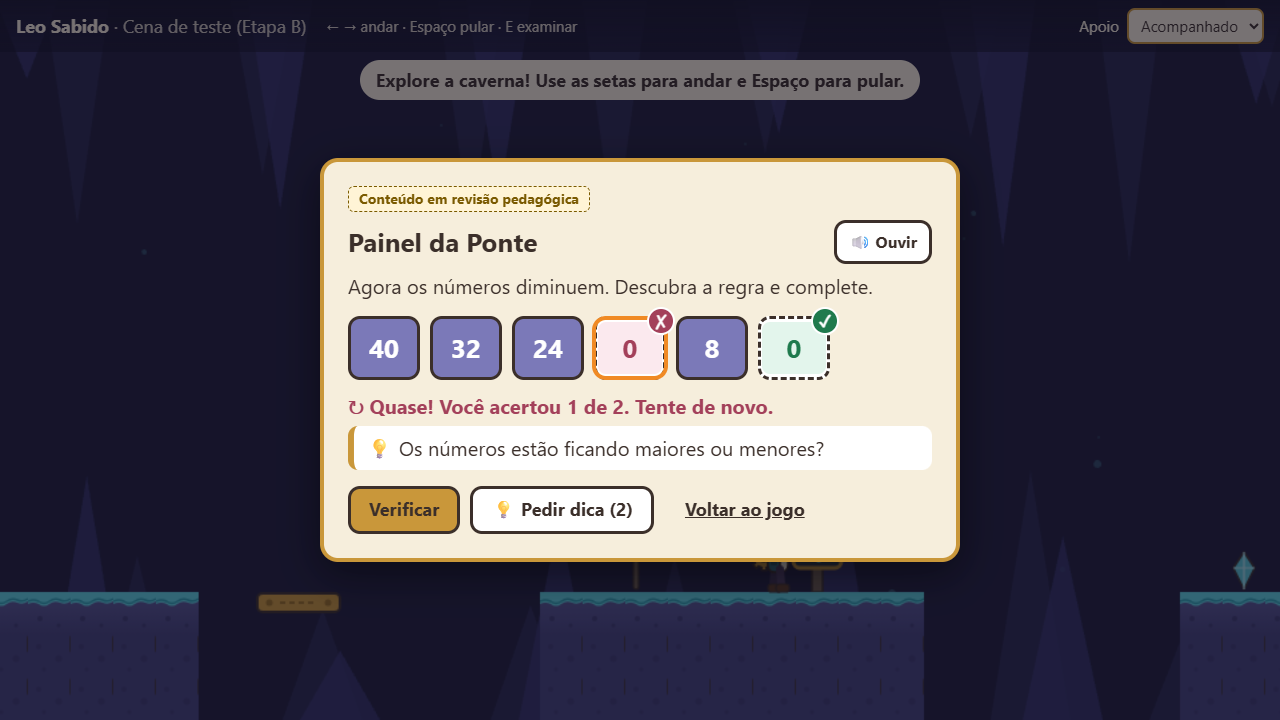 Leo Sabido · Cena de teste (Etapa B) ← → andar · Espaço pular · E examinar Apoio Acompanhado
Explore a caverna! Use as setas para andar e Espaço para pular.
Conteúdo em revisão pedagógica
Painel da Ponte
Ouvir
Agora os números diminuem. Descubra a regra e complete.
40 32 24 0 8 0
↻ Quase! Você acertou 1 de 2. Tente de novo.
Os números estão ficando maiores ou menores?
Verificar Pedir dica (2) Voltar ao jogo